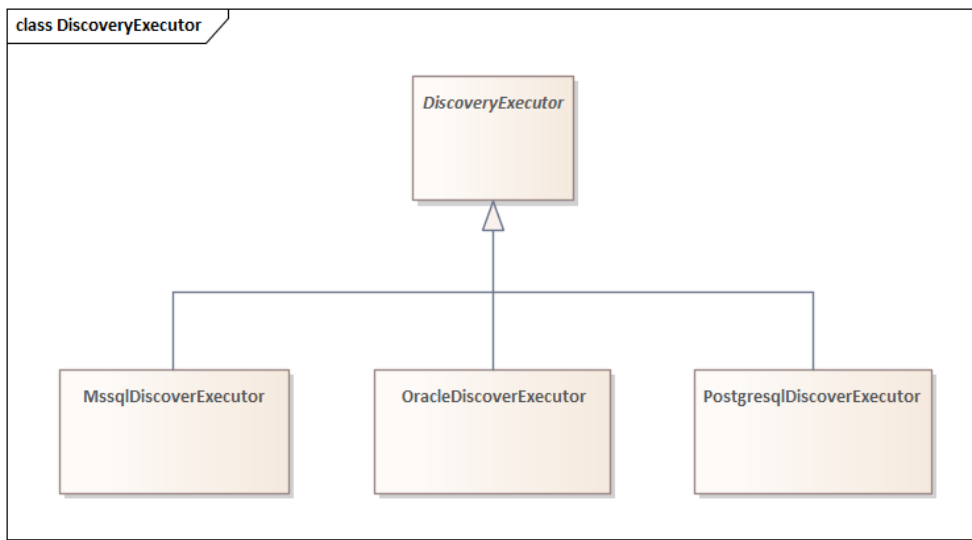 class DiscoveryExecutor
DiscoveryExecutor
MssqlDiscoverExecutor
OracleDiscoverExecutor
PostgresqlDiscoverExecutor